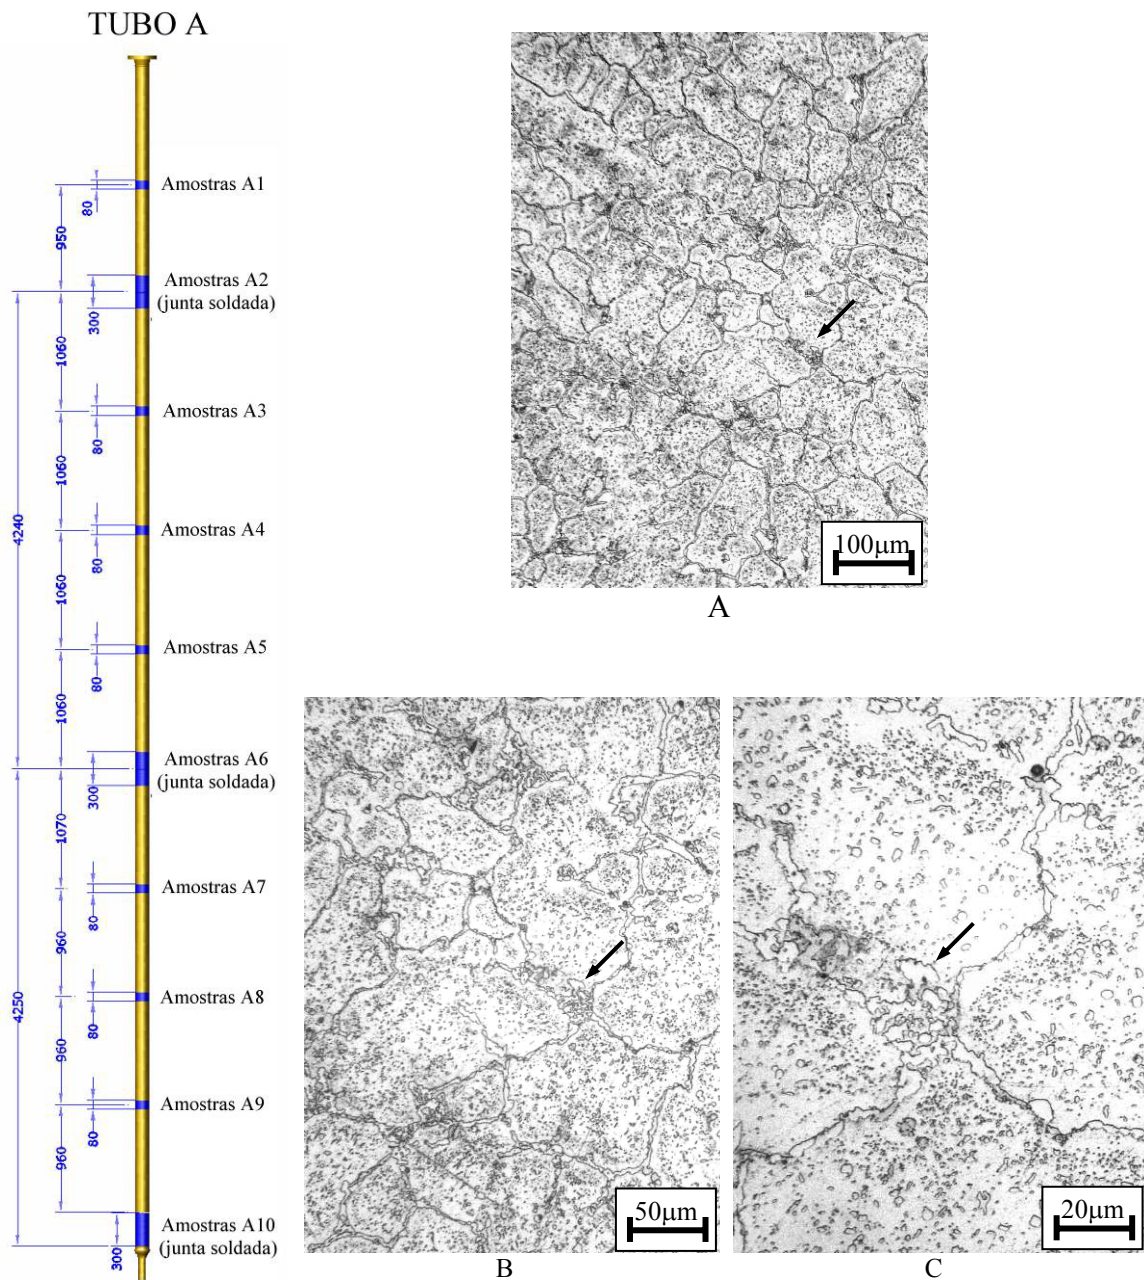 TUBO A
Amostras A1
80
950
Amostras A2
(junta soldada)
300
1060
Amostras A3
80
1060
4240
Amostras A4
80
1060
Amostras A5
80
1060
Amostras A6
(junta soldada)
300
1070
Amostras A7
80
960
4250
Amostras A8
80
960
Amostras A9
80
960
Amostras A10
(junta soldada)
300
100µm
A
50µm
B
20µm
C